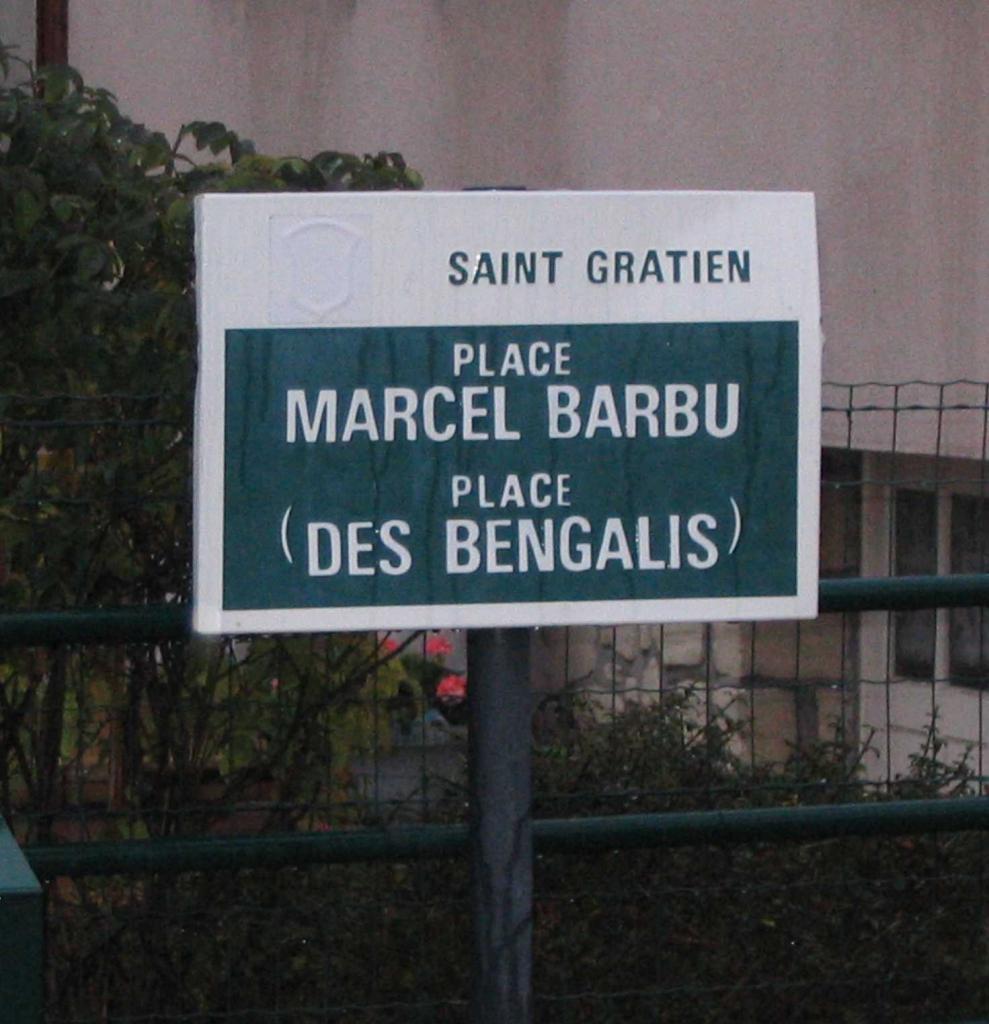 SAINT GRATIEN
PLACE
MARCEL BARBU
PLACE
(DES BENGALIS)